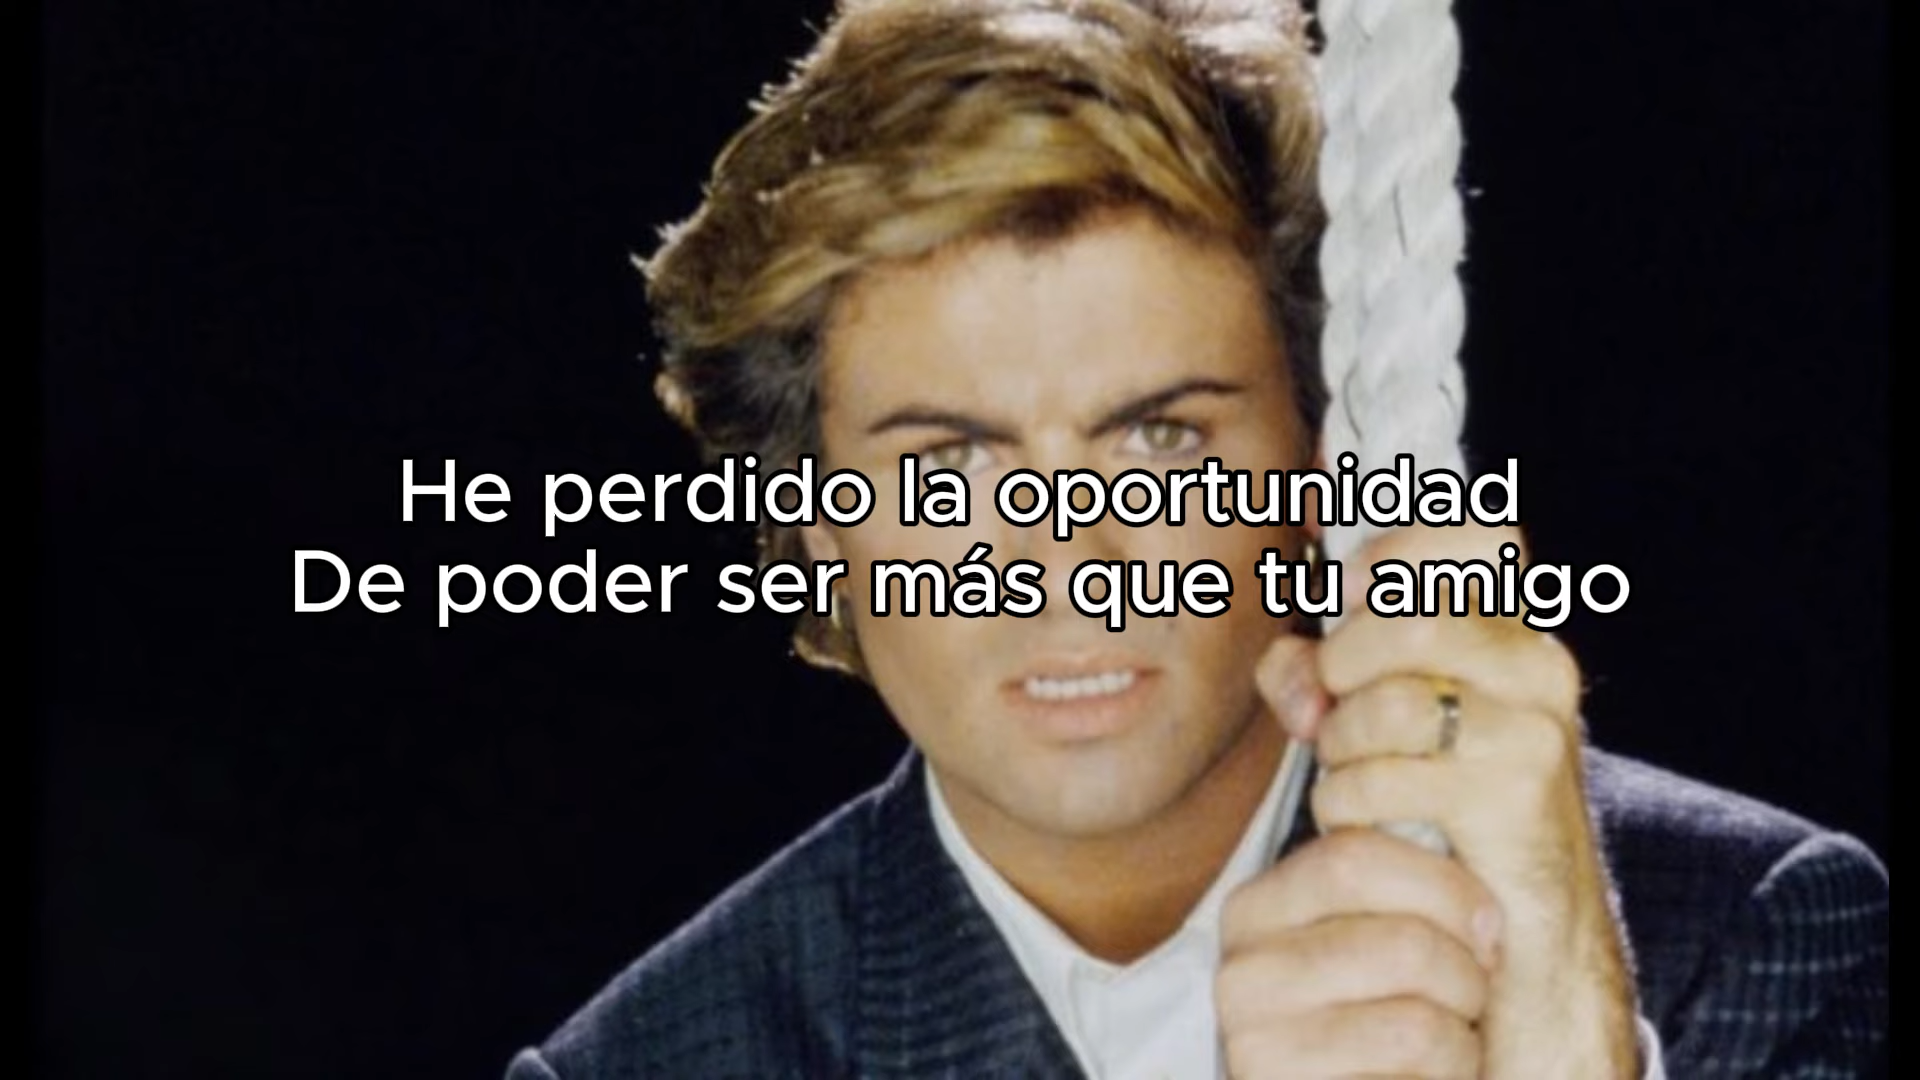 He perdido la oportunidad
De poder ser más que tu amigo